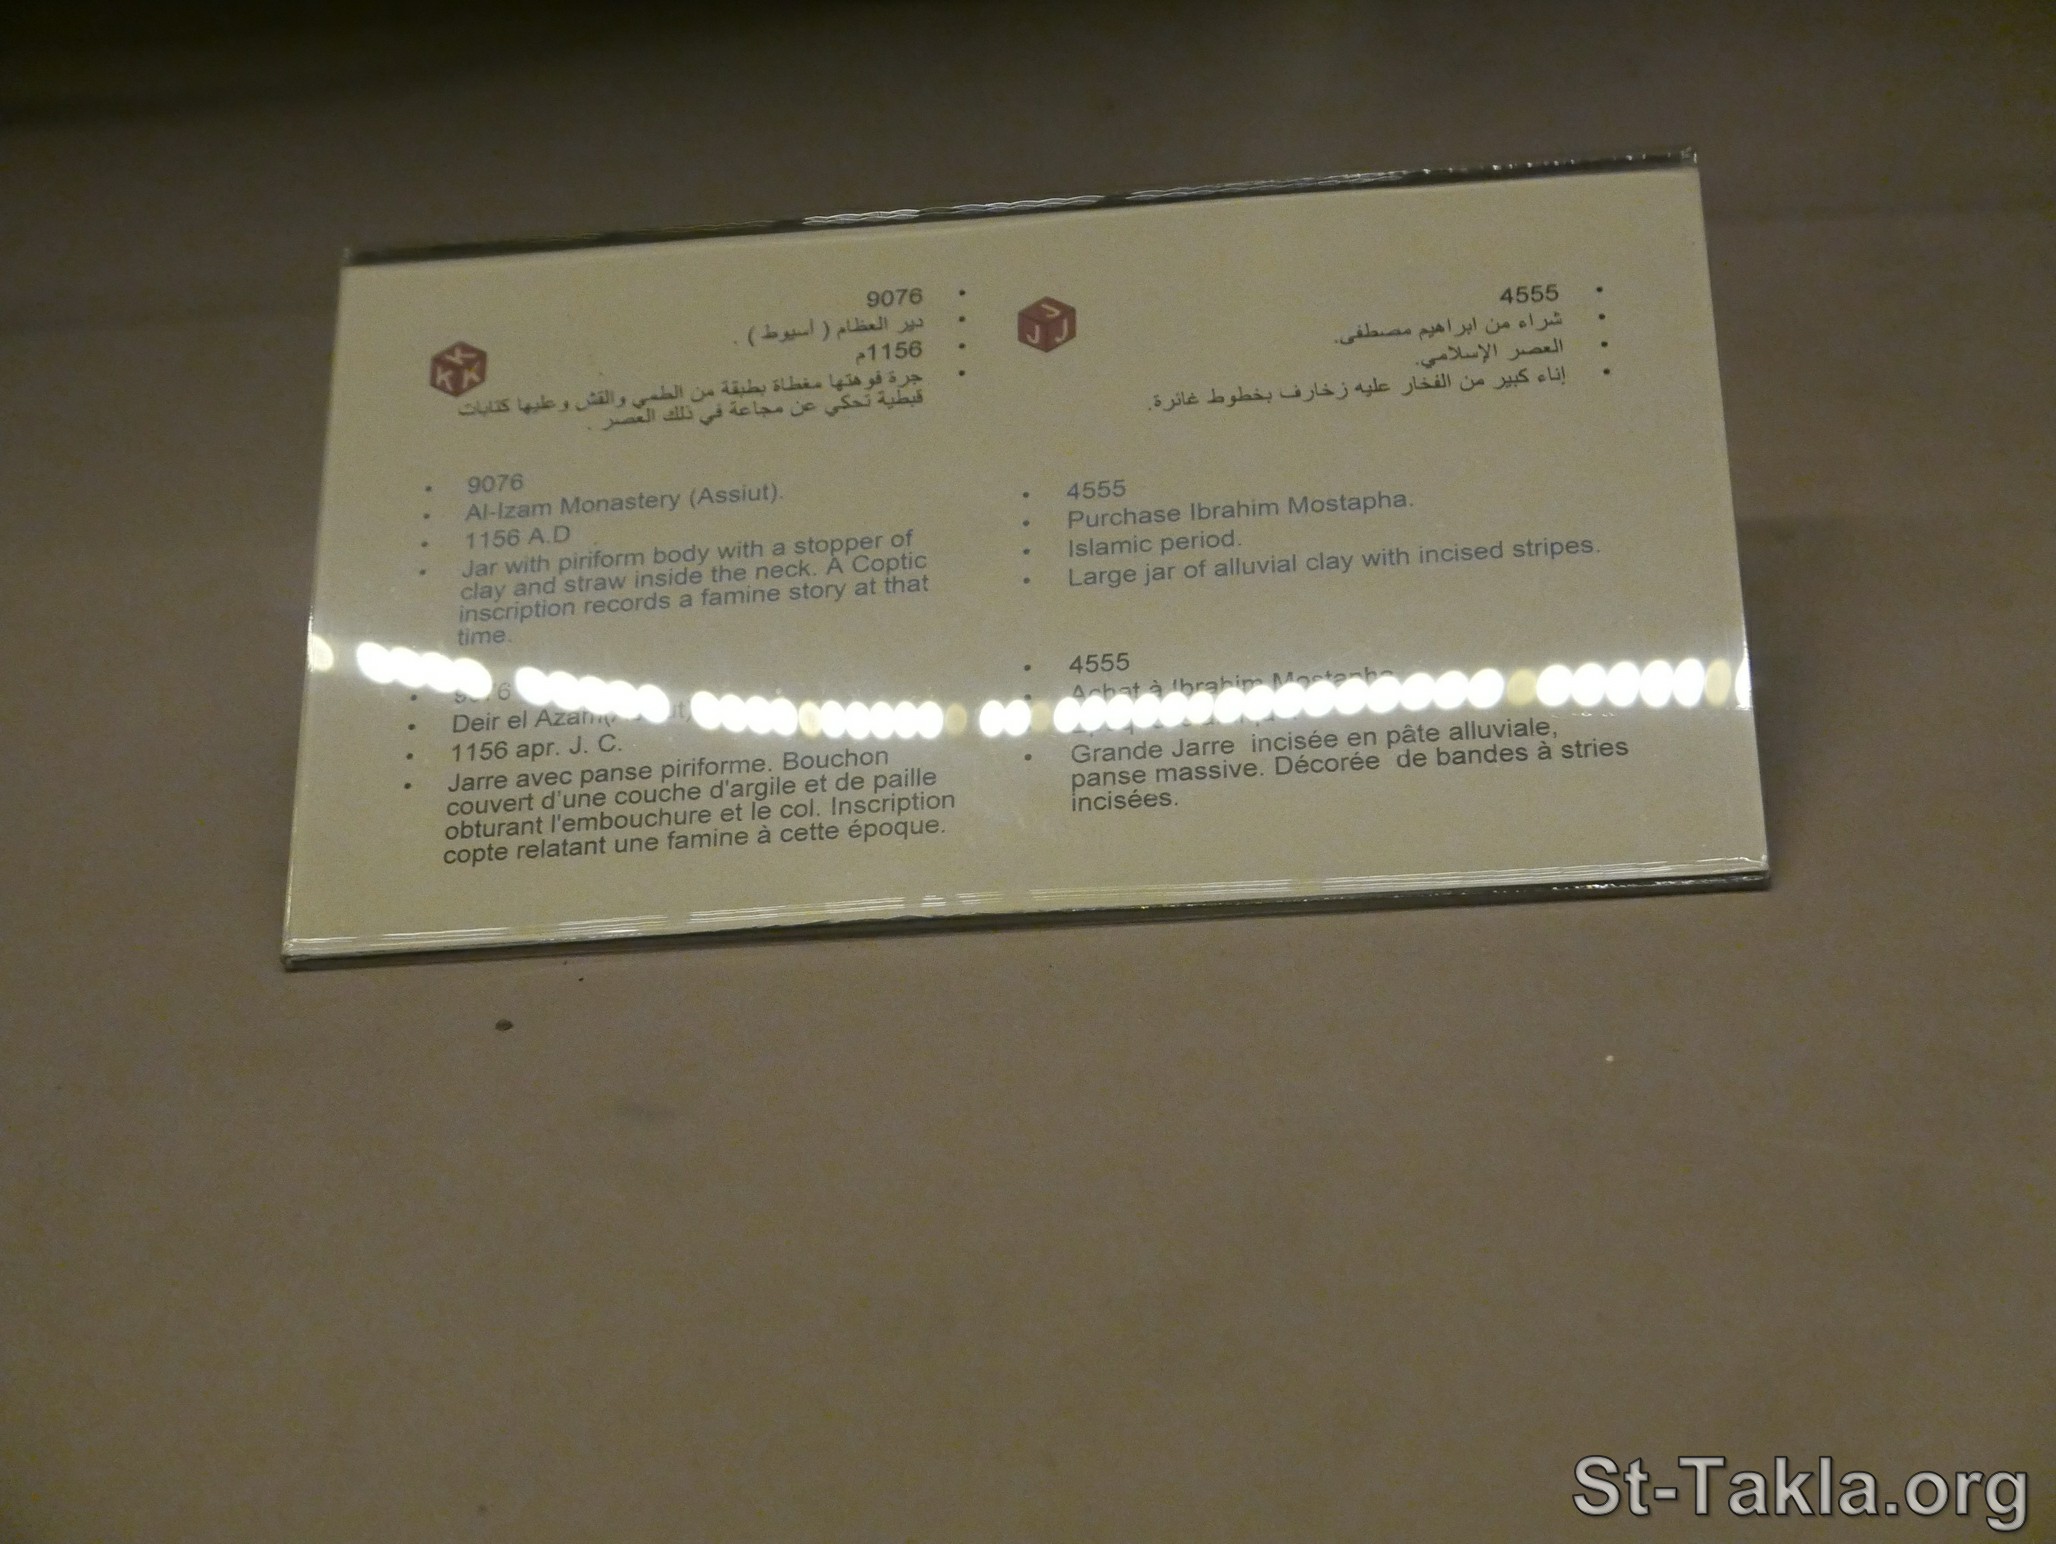 K K K
9076
دير العظام ( أسيوط ) .
1156م
جرة فوهتها مغطاة بطبقة من الطمي والقش وعليها كتابات
قبطية تحكي عن مجاعة في ذلك العصر .
9076
Al-Izam Monastery (Assiut).
1156 A.D
Jar with piriform body with a stopper of
clay and straw inside the neck. A Coptic
inscription records a famine story at that
time.
Deir el Azam
1156 apr. J. C.
Jarre avec panse piriforme. Bouchon
couvert d'une couche d'argile et de paille
obturant l'embouchure et le col. Inscription
copte relatant une famine à cette époque.
J J J
4555
شراء من ابراهيم مصطفى.
العصر الإسلامي.
إناء كبير من الفخار عليه زخارف بخطوط غائرة.
4555
Purchase Ibrahim Mostapha.
Islamic period.
Large jar of alluvial clay with incised stripes.
4555
Achat à Ibrahim Mostapha
Grande Jarre incisée en pâte alluviale,
panse massive. Décorée de bandes à stries
incisées.
St-Takla.org